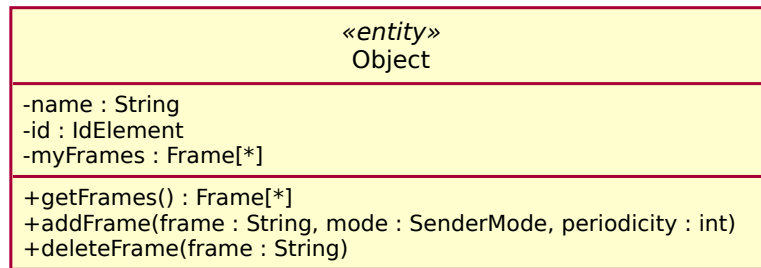 «entity»
Object
-name : String
-id : IdElement
-myFrames : Frame[*]
+getFrames() : Frame[*]
+addFrame(frame : String, mode : SenderMode, periodicity : int)
+deleteFrame(frame : String)